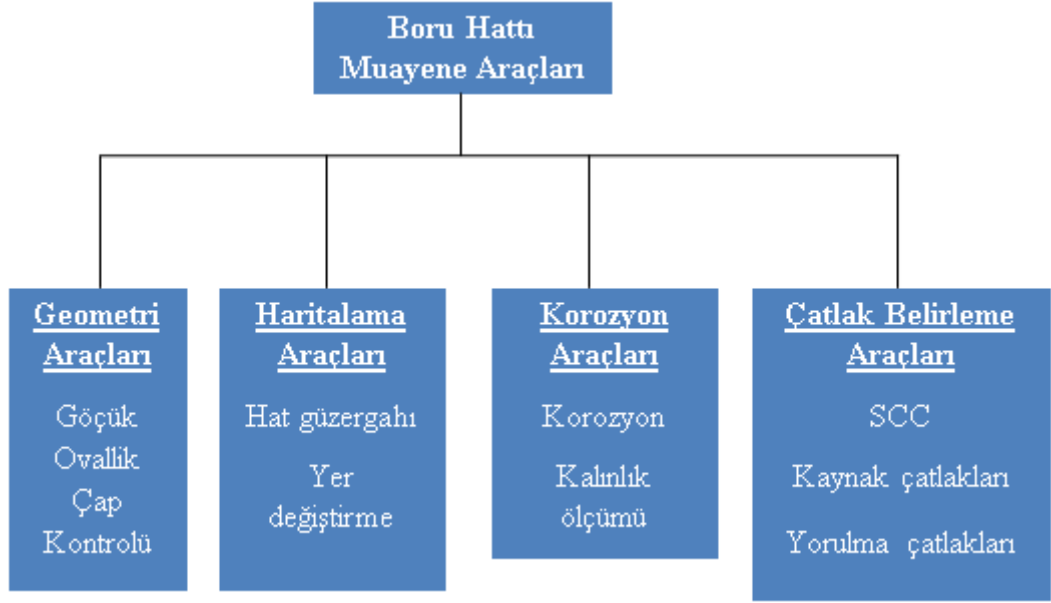 Boru Hattı
Muayene Araçları
Geometri
Araçları
Göçük
Ovallik
Çap
Kontrolü
Haritalama
Araçları
Hat güzergahı
Yer
değiştirme
Korozyon
Araçları
Korozyon
Kalınlık
ölçümü
Çatlak Belirleme
Araçları
SCC
Kaynak çatlakları
Yorulma çatlakları